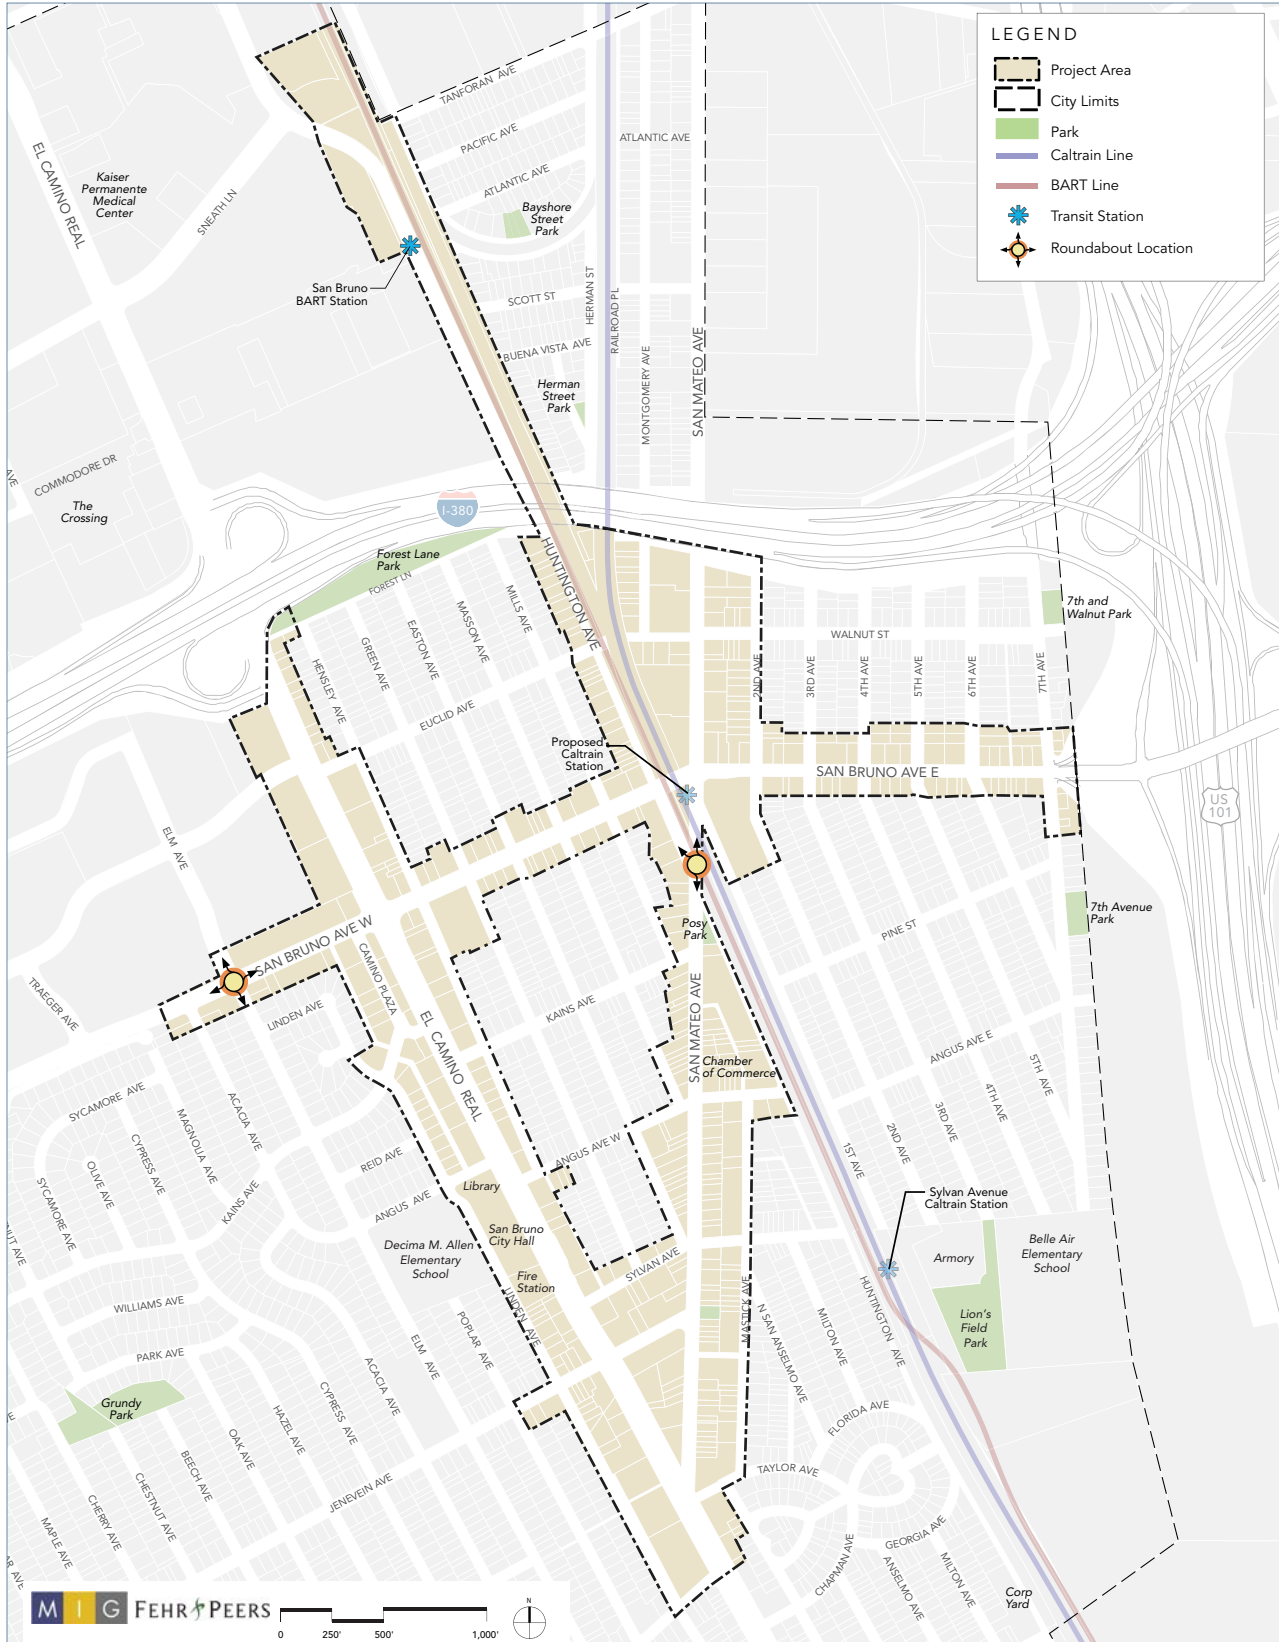 LEGEND
Project Area
City Limits
Park
Caltrain Line
BART Line
Transit Station
Roundabout Location
TANFORAN AVE
PACIFIC AVE
ATLANTIC AVE
ATLANTIC AVE
EL CAMINO REAL
Kaiser
Permanente
Medical
Center
SNEATH LN
Bayshore
Street
Park
San Bruno
BART Station
SCOTT ST
HERMAN ST
RAILROAD PL
BUENA VISTA AVE
MONTGOMERY AVE
SAN MATEO AVE
Herman
Street
Park
COMMODORE DR
AVE
The
Crossing
I-380
Forest Lane
Park
FOREST LN
HUNTINGTON AVE
MILLS AVE
MASSON AVE
EASTON AVE
GREEN AVE
HENSLEY AVE
EUCLID AVE
7th and
Walnut Park
WALNUT ST
2ND AVE
3RD AVE
4TH AVE
5TH AVE
6TH AVE
7TH AVE
Proposed
Caltrain
Station
SAN BRUNO AVE E
US
101
ELM AVE
SAN BRUNO AVE W
CAMINO PLAZA
Posy
Park
PINE ST
7th Avenue
Park
TRAEGER AVE
LINDEN AVE
KAINS AVE
EL CAMINO REAL
SAN MATEO AVE
Chamber
of Commerce
ANGUS AVE E
5TH AVE
4TH AVE
3RD AVE
2ND AVE
1ST AVE
SYCAMORE AVE
ACACIA AVE
MAGNOLIA AVE
CYPRESS AVE
OLIVE AVE
SYCAMORE AVE
KAINS AVE
REID AVE
ANGUS AVE
ANGUS AVE W
Library
San Bruno
City Hall
Decima M. Allen
Elementary
School
Fire
Station
SYLVAN AVE
Sylvan Avenue
Caltrain Station
Armory
Belle Air
Elementary
School
Lion's
Field
Park
WILLIAMS AVE
PARK AVE
LINDEN AVE
POPLAR AVE
ELM AVE
ACACIA AVE
CYPRESS AVE
HAZEL AVE
OAK AVE
BEECH AVE
CHESTNUT AVE
CHERRY AVE
MAPLE AVE
Grundy
Park
JENEVEIN AVE
MASTICK AVE
N SAN ANSELMO AVE
MILTON AVE
HUNTINGTON AVE
FLORIDA AVE
TAYLOR AVE
GEORGIA AVE
CHAPMAN AVE
ANSELMO AVE
MILTON AVE
Corp
Yard
M I G FEHR PEERS
0 250' 500' 1,000'
N